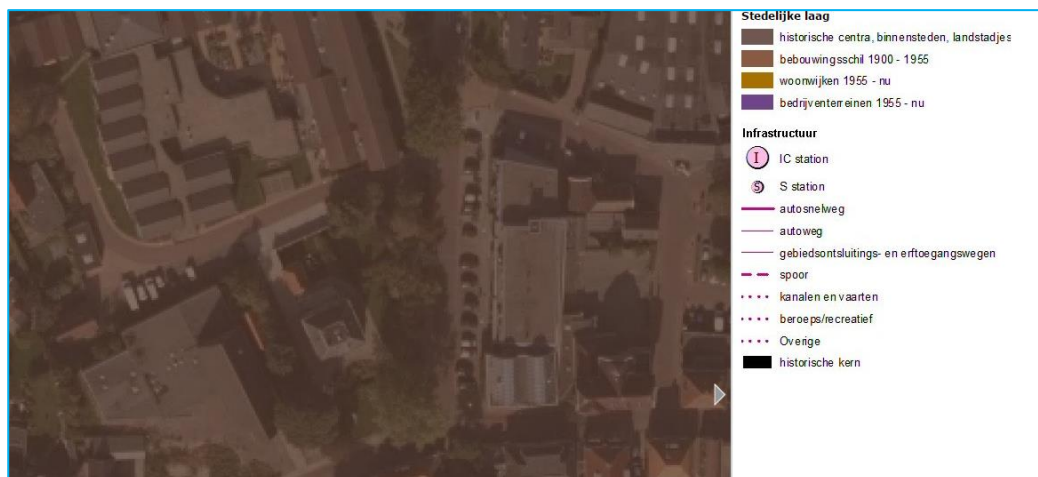 Stedelijke laag
historische centra, binnensteden, landstadjes
bebouwingsschil 1900 - 1955
woonwijken 1955 - nu
bedrijventerreinen 1955 - nu
Infrastructuur
I IC station
S S station
autosnelweg
autoweg
gebiedsontsluitings- en erftoegangswegen
spoor
kanalen en vaarten
beroeps/recreatief
Overige
historische kern